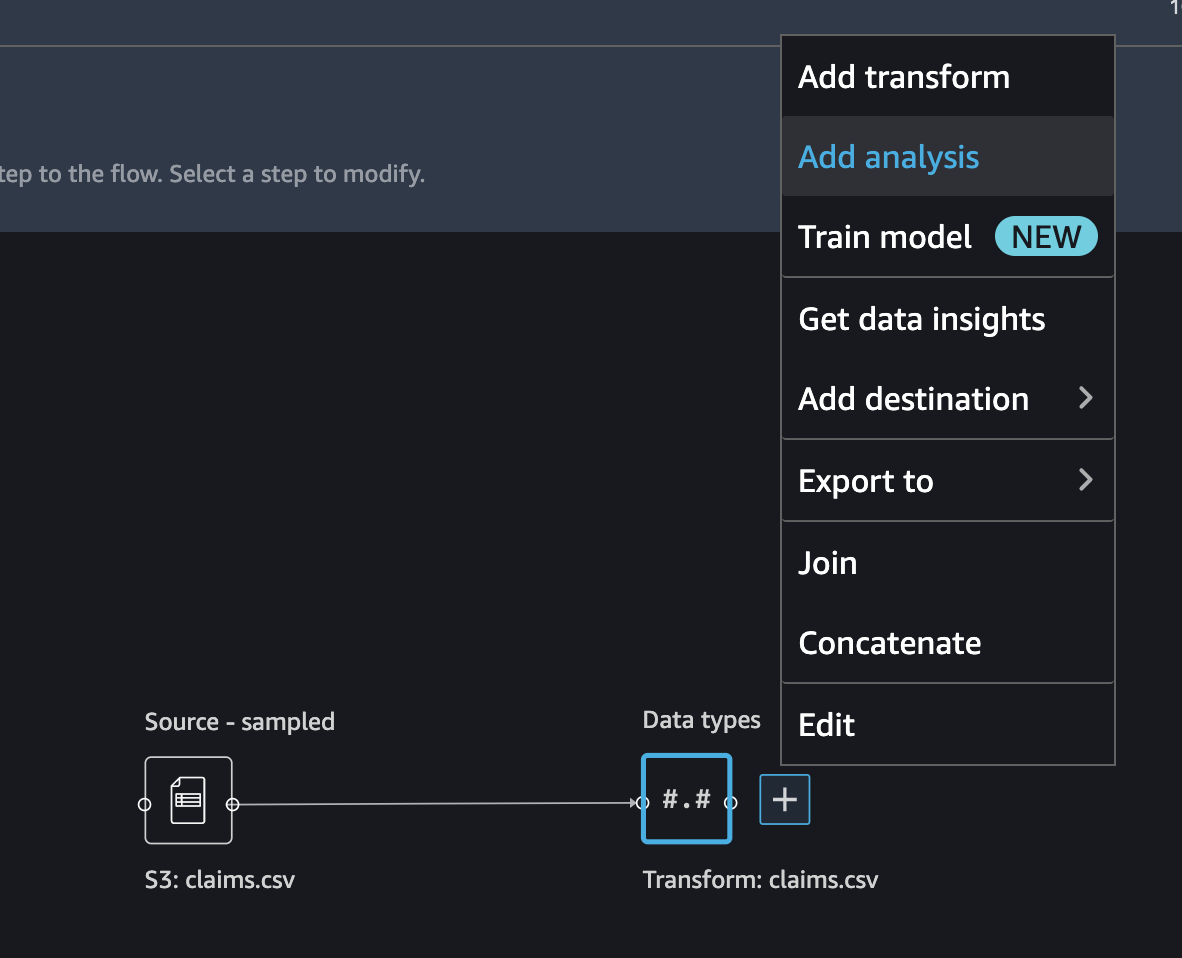 Add transform
Add analysis
to the flow. Select a step to modify.
Train model NEW
Get data insights
Add destination
Export to
Join
Concatenate
Edit
Source - sampled
Data types
#.#
S3: claims.csv
Transform: claims.csv